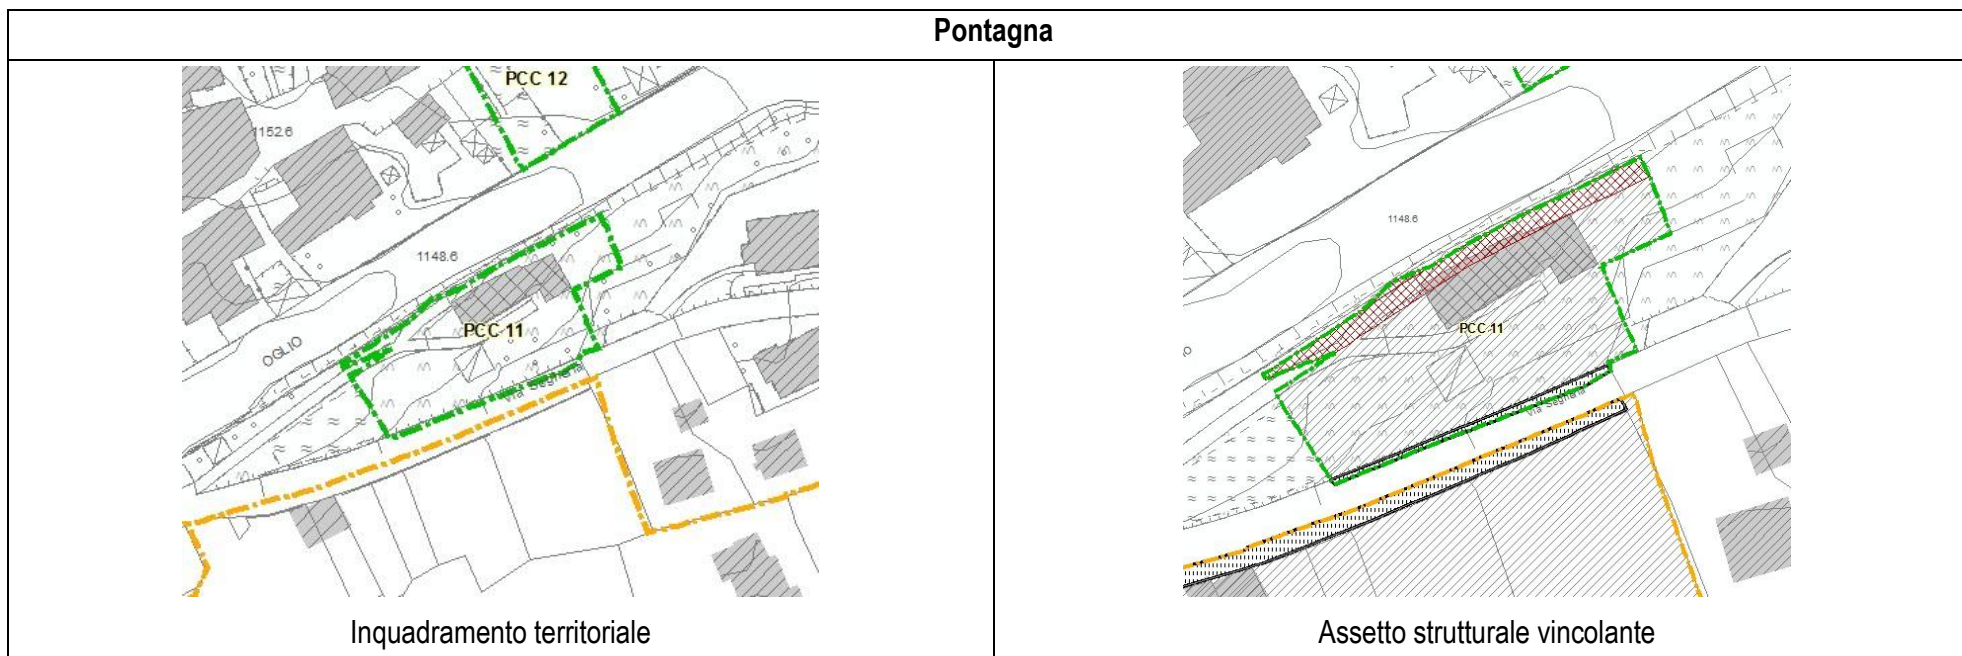 Pontagna
PCC 12
1152.6
1148.6
OGLIO
PCC 11
Via Segheria
Inquadramento territoriale
1148.6
PCC 11
Via Segheria
Assetto strutturale vincolante